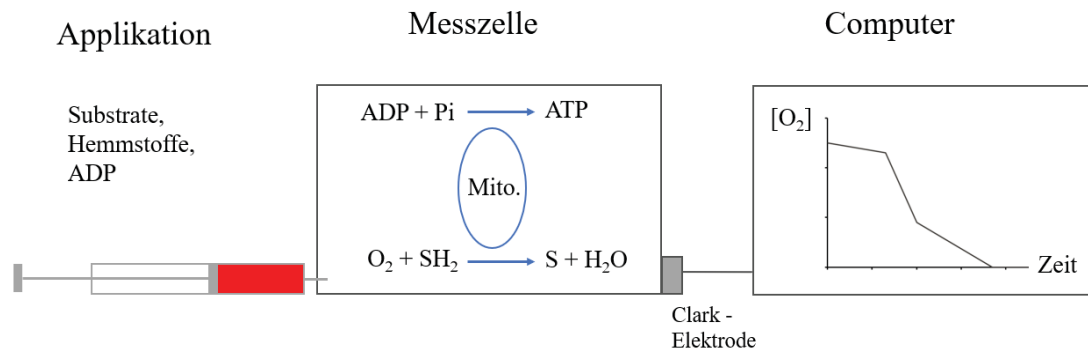 Applikation
Messzelle
Computer
Substrate,
Hemmstoffe,
ADP
ADP + Pi
ATP
Mito.
O₂ + SH₂
S + H₂O
Clark -
Elektrode
[O₂]
Zeit